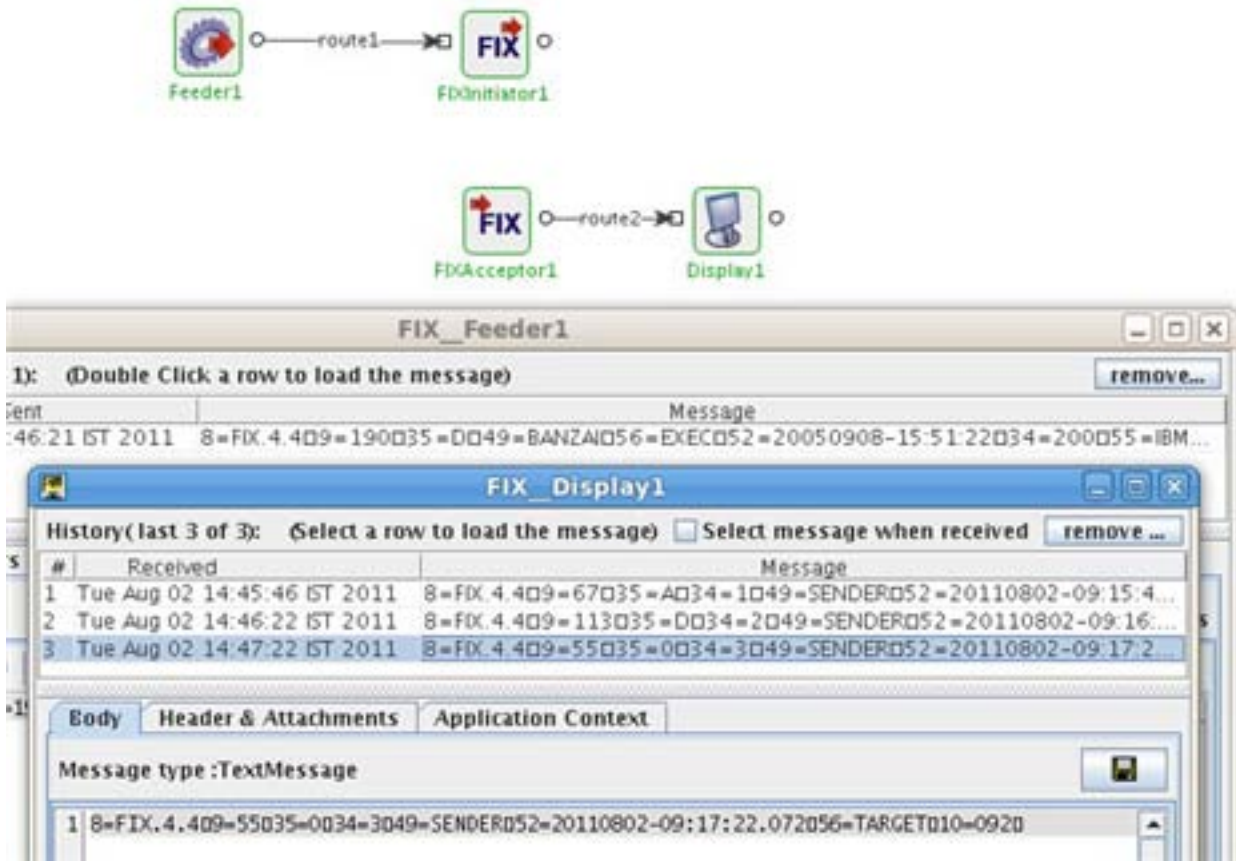 route1
FIX
Feeder1
FIXInitiator1
FIX
route2
FIXAcceptor1
Display1
FIX__Feeder1
1): (Double Click a row to load the message)
remove...
Sent
Message
:46:21 IST 2011 8=FIX.4.4□9=190□35=D□49=BANZAI□56=EXEC□52=20050908-15:51:22□34=200□55=IBM...
FIX__Display1
History( last 3 of 3): (Select a row to load the message) Select message when received remove ...
# Received Message
1 Tue Aug 02 14:45:46 IST 2011 8=FIX.4.4□9=67□35=A□34=1□49=SENDER□52=20110802-09:15:4...
2 Tue Aug 02 14:46:22 IST 2011 8=FIX.4.4□9=113□35=D□34=2□49=SENDER□52=20110802-09:16:...
3 Tue Aug 02 14:47:22 IST 2011 8=FIX.4.4□9=55□35=0□34=3□49=SENDER□52=20110802-09:17:2...
Body Header & Attachments Application Context
Message type :TextMessage
1 8=FIX.4.4□9=55□35=0□34=3□49=SENDER□52=20110802-09:17:22.072□56=TARGET□10=092□